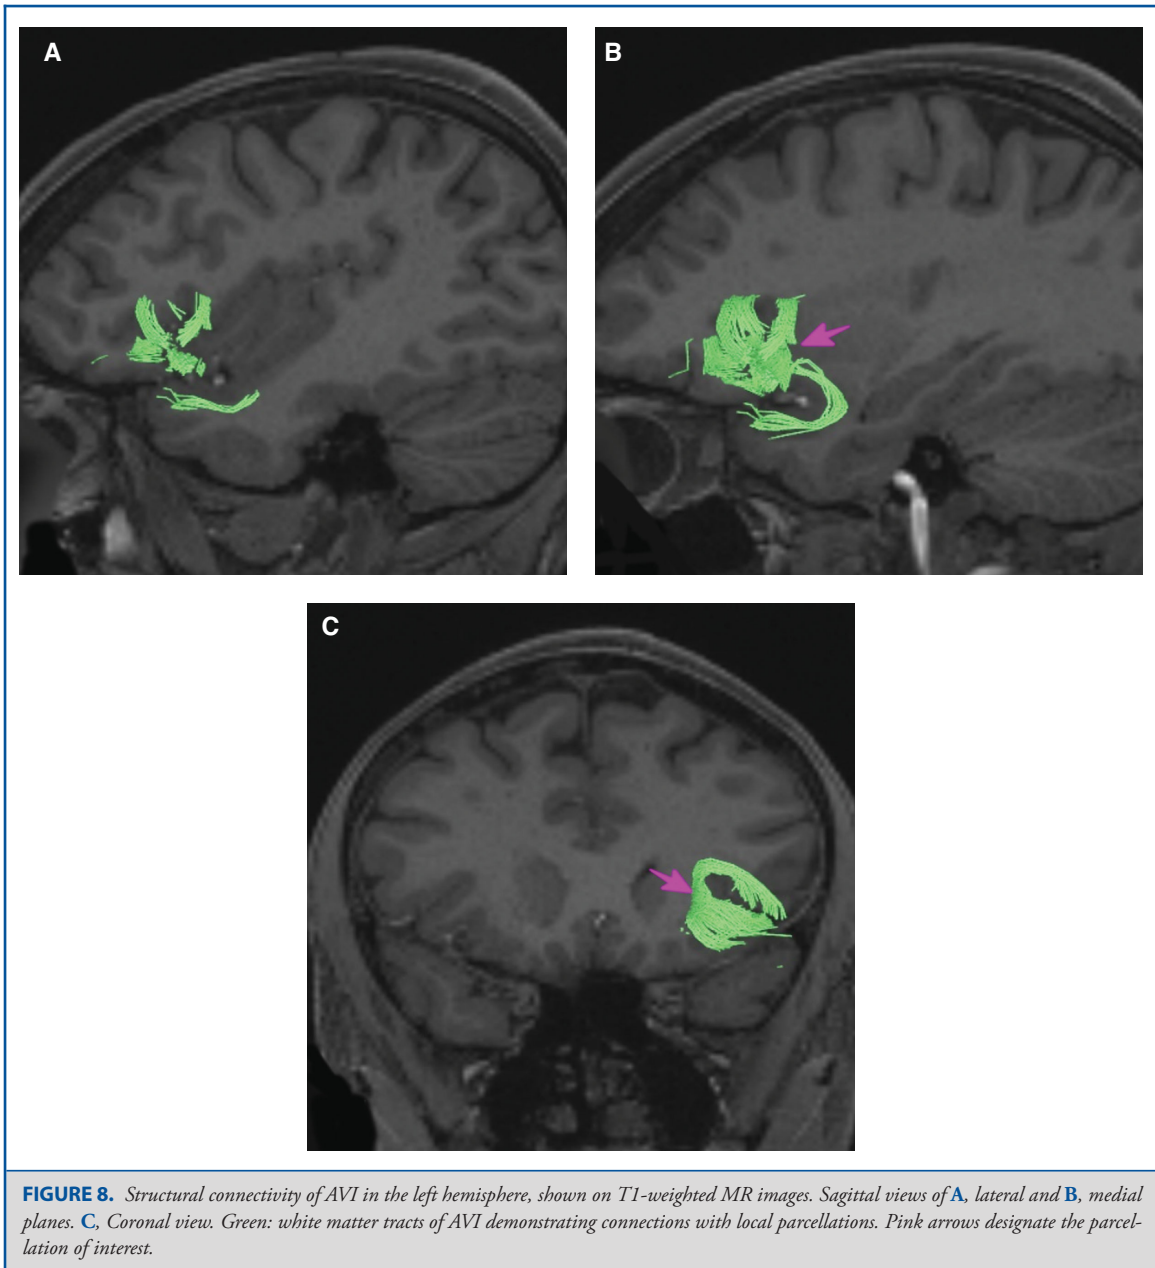 A
B
C
FIGURE 8. Structural connectivity of AVI in the left hemisphere, shown on T1-weighted MR images. Sagittal views of A, lateral and B, medial
planes. C, Coronal view. Green: white matter tracts of AVI demonstrating connections with local parcellations. Pink arrows designate the parcel-
lation of interest.